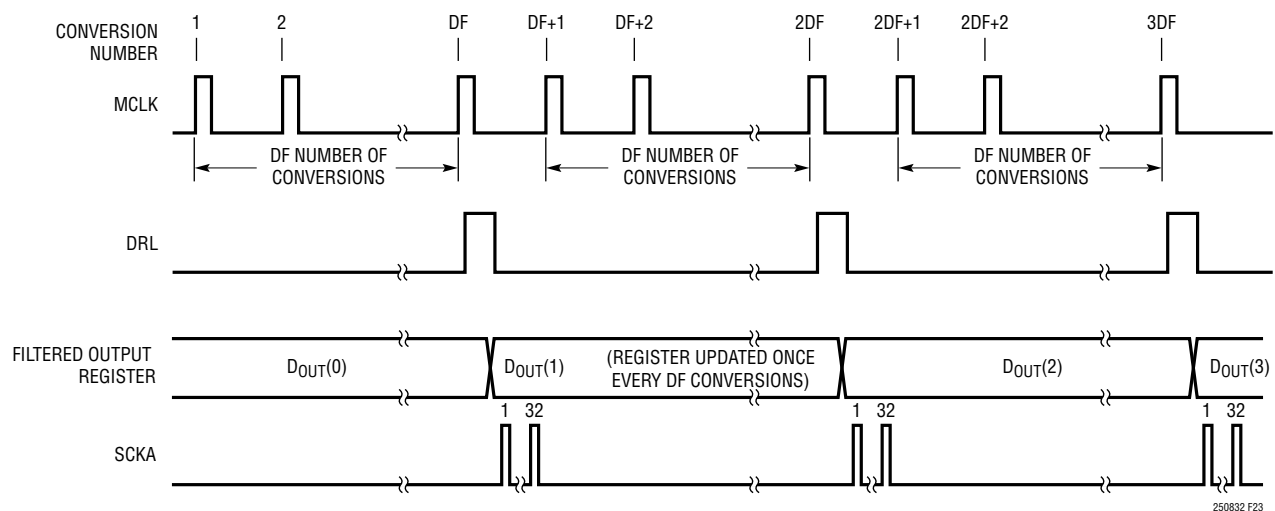 CONVERSION
NUMBER
1 2 DF DF+1 DF+2 2DF 2DF+1 2DF+2 3DF
MCLK
DF NUMBER OF
CONVERSIONS
DF NUMBER OF
CONVERSIONS
DF NUMBER OF
CONVERSIONS
DRL
FILTERED OUTPUT
REGISTER
DOUT(0)
DOUT(1)
(REGISTER UPDATED ONCE
EVERY DF CONVERSIONS)
DOUT(2)
DOUT(3)
1 32 1 32 1 32
SCKA
250832 F23